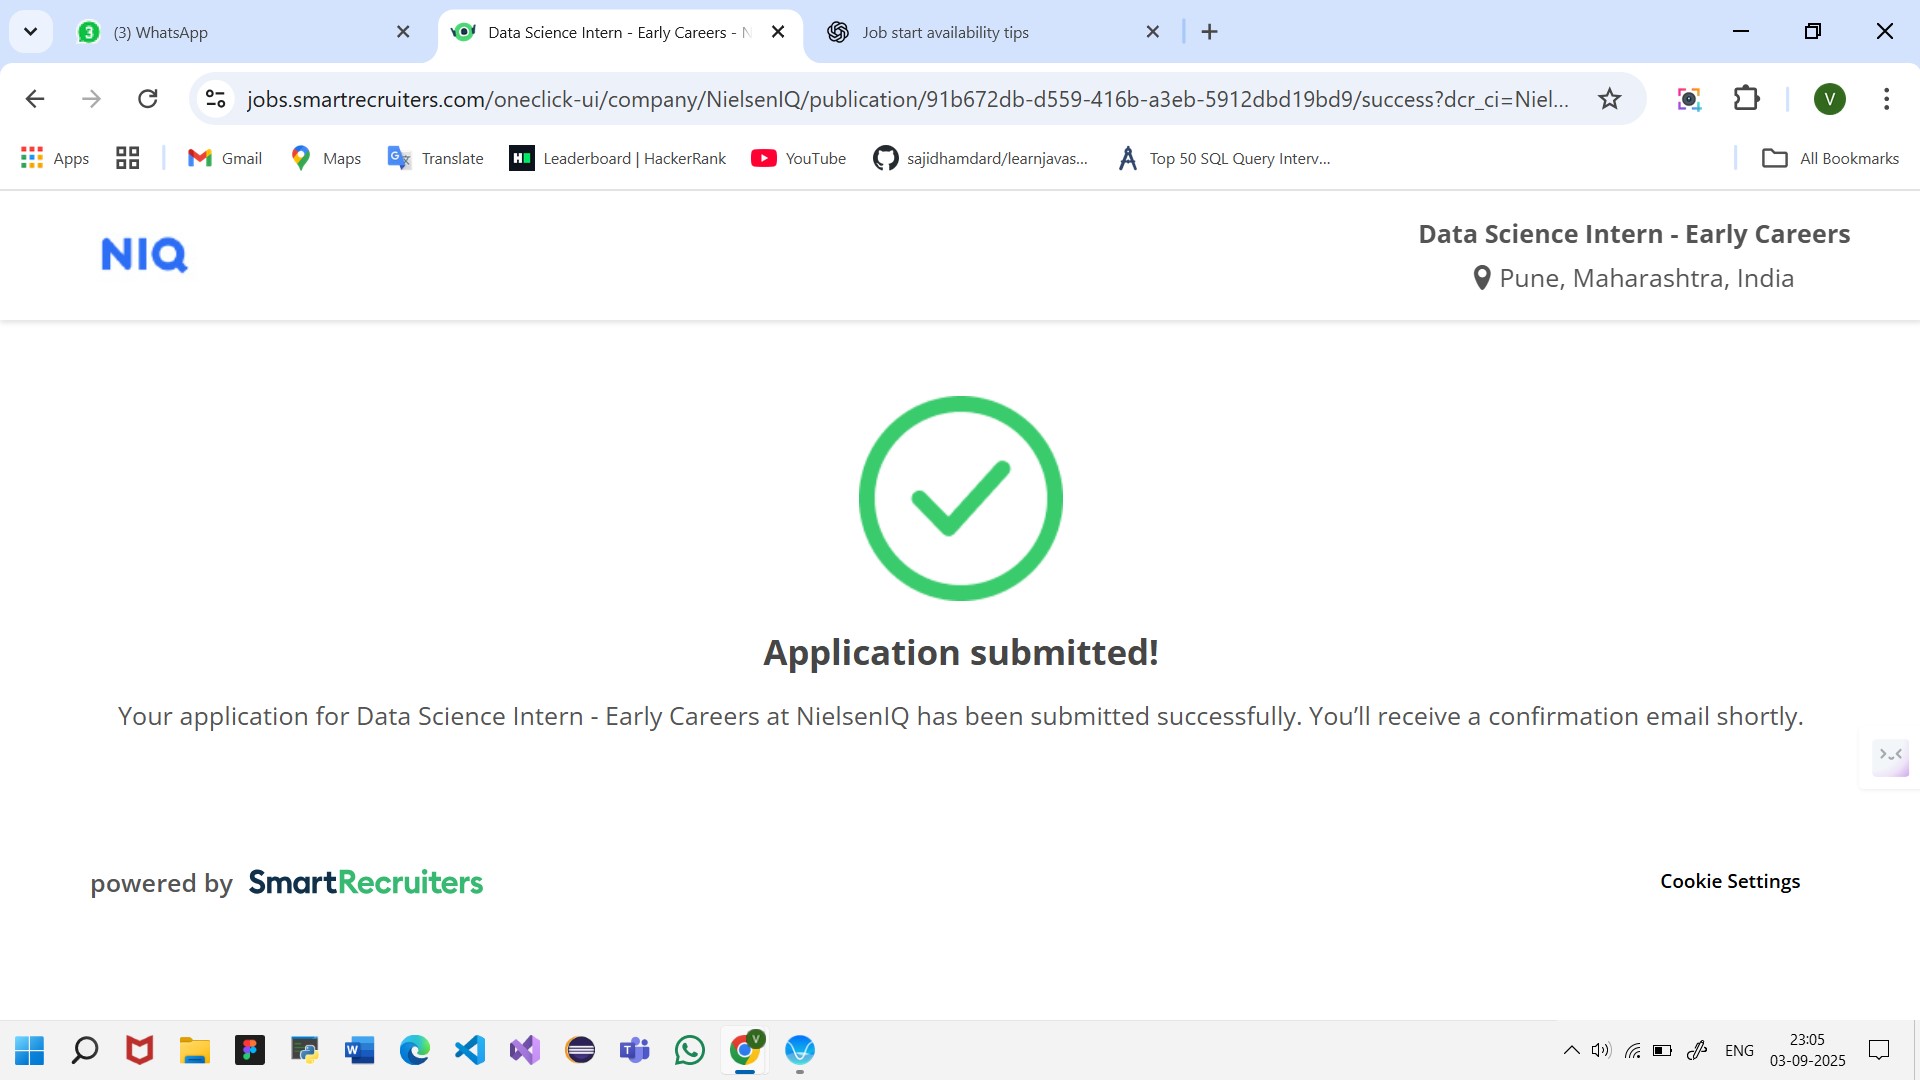 3
(3) WhatsApp
Data Science Intern - Early Careers - N
Job start availability tips
jobs.smartrecruiters.com/oneclick-ui/company/NielsenIQ/publication/91b672db-d559-416b-a3eb-5912dbd19bd9/success?dcr_ci=Niel...
V
Apps
Gmail
Maps
Translate
Leaderboard | HackerRank
YouTube
sajidhamdard/learnjavas...
Top 50 SQL Query Interv...
All Bookmarks
NIQ
Data Science Intern - Early Careers
Pune, Maharashtra, India
Application submitted!
Your application for Data Science Intern - Early Careers at NielsenIQ has been submitted successfully. You’ll receive a confirmation email shortly.
powered by SmartRecruiters
Cookie Settings
V
ENG
23:05
03-09-2025